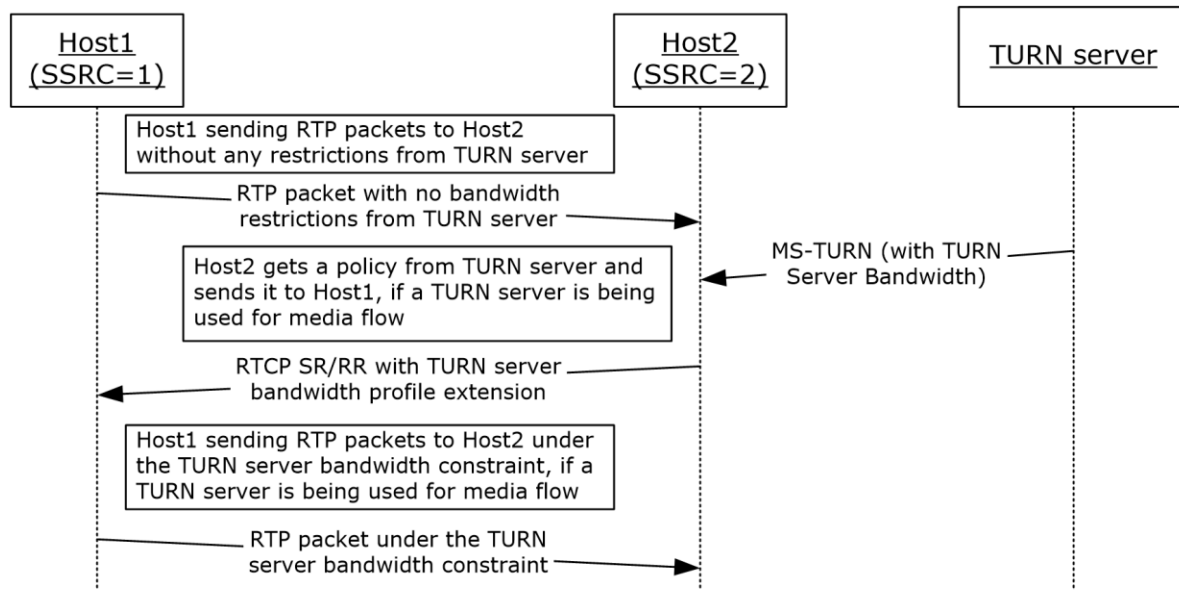 Host1
(SSRC=1)
Host2
(SSRC=2)
TURN server
Host1 sending RTP packets to Host2
without any restrictions from TURN server
RTP packet with no bandwidth
restrictions from TURN server
MS-TURN (with TURN
Server Bandwidth)
Host2 gets a policy from TURN server and
sends it to Host1, if a TURN server is being
used for media flow
RTCP SR/RR with TURN server
bandwidth profile extension
Host1 sending RTP packets to Host2 under
the TURN server bandwidth constraint, if a
TURN server is being used for media flow
RTP packet under the TURN
server bandwidth constraint